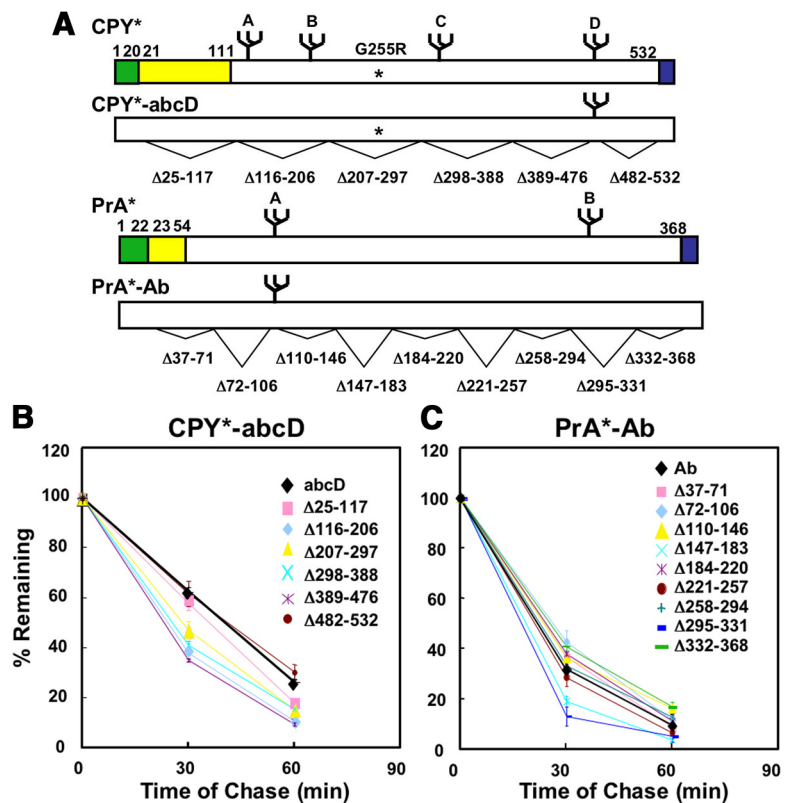 A
CPY*
A B C D
1 20 21 111 G255R 532
*
CPY*-abcD
*
Δ25-117 Δ116-206 Δ207-297 Δ298-388 Δ389-476 Δ482-532
PrA*
A B
1 22 23 54 368
PrA*-Ab
Δ37-71 Δ110-146 Δ184-220 Δ258-294 Δ332-368
Δ72-106 Δ147-183 Δ221-257 Δ295-331
B
CPY*-abcD
120
100
80
60
40
20
0
% Remaining
0 30 60 90
Time of Chase (min)
abcD
Δ25-117
Δ116-206
Δ207-297
Δ298-388
Δ389-476
Δ482-532
C
PrA*-Ab
120
100
80
60
40
20
0
0 30 60 90
Time of Chase (min)
Ab
Δ37-71
Δ72-106
Δ110-146
Δ147-183
Δ184-220
Δ221-257
Δ258-294
Δ295-331
Δ332-368